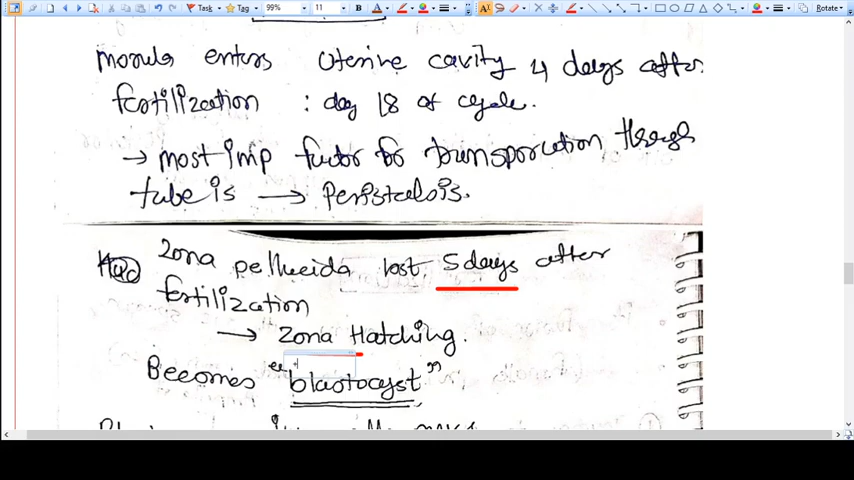 Task Tag 99% 11 B Rotate
Morula enters Uterine cavity 4 days after
fertilization : day 18 of cycle.
→ most imp factor for transportation through
tube is → Peristalsis.
Zona pellucida lost 5 days after
fertilization
→ Zona Hatching.
Becomes "blastocyst"